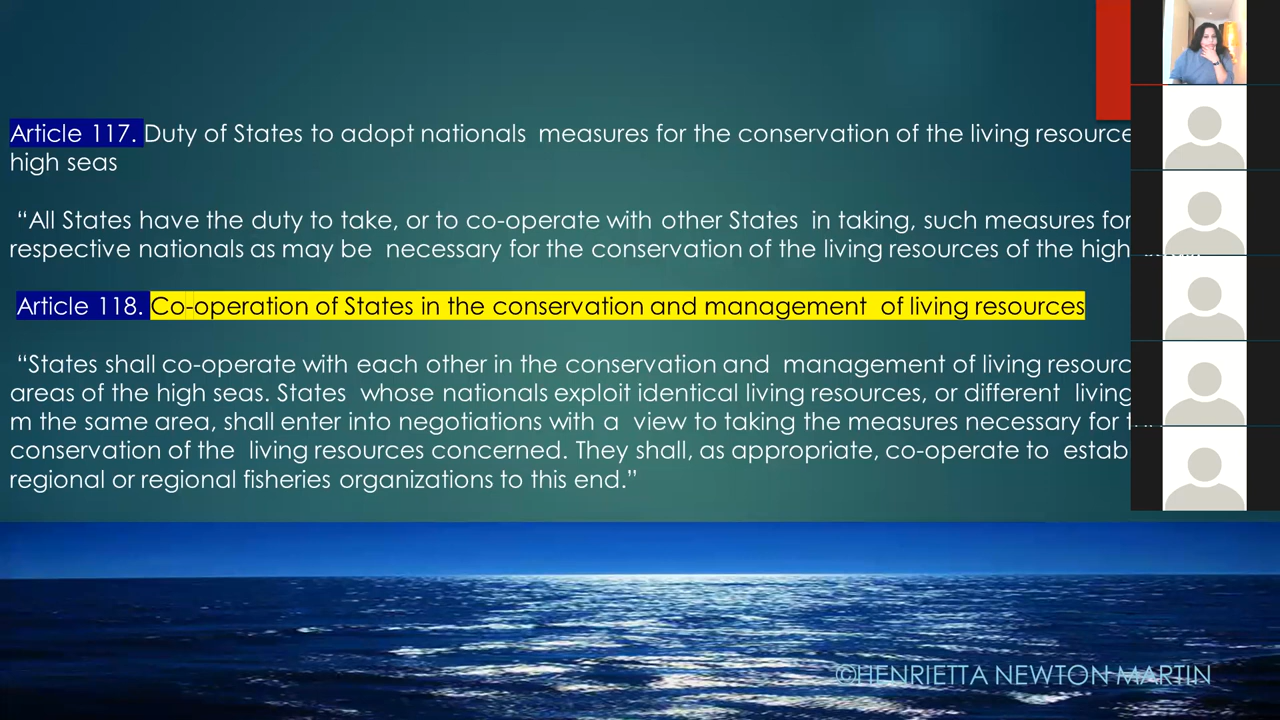 Article 117. Duty of States to adopt nationals measures for the conservation of the living resource
high seas
“All States have the duty to take, or to co-operate with other States in taking, such measures for
respective nationals as may be necessary for the conservation of the living resources of the high
Article 118. Co-operation of States in the conservation and management of living resources
“States shall co-operate with each other in the conservation and management of living resourc
areas of the high seas. States whose nationals exploit identical living resources, or different living
m the same area, shall enter into negotiations with a view to taking the measures necessary for
conservation of the living resources concerned. They shall, as appropriate, co-operate to estab
regional or regional fisheries organizations to this end.”
©HENRIETTA NEWTON MARTIN